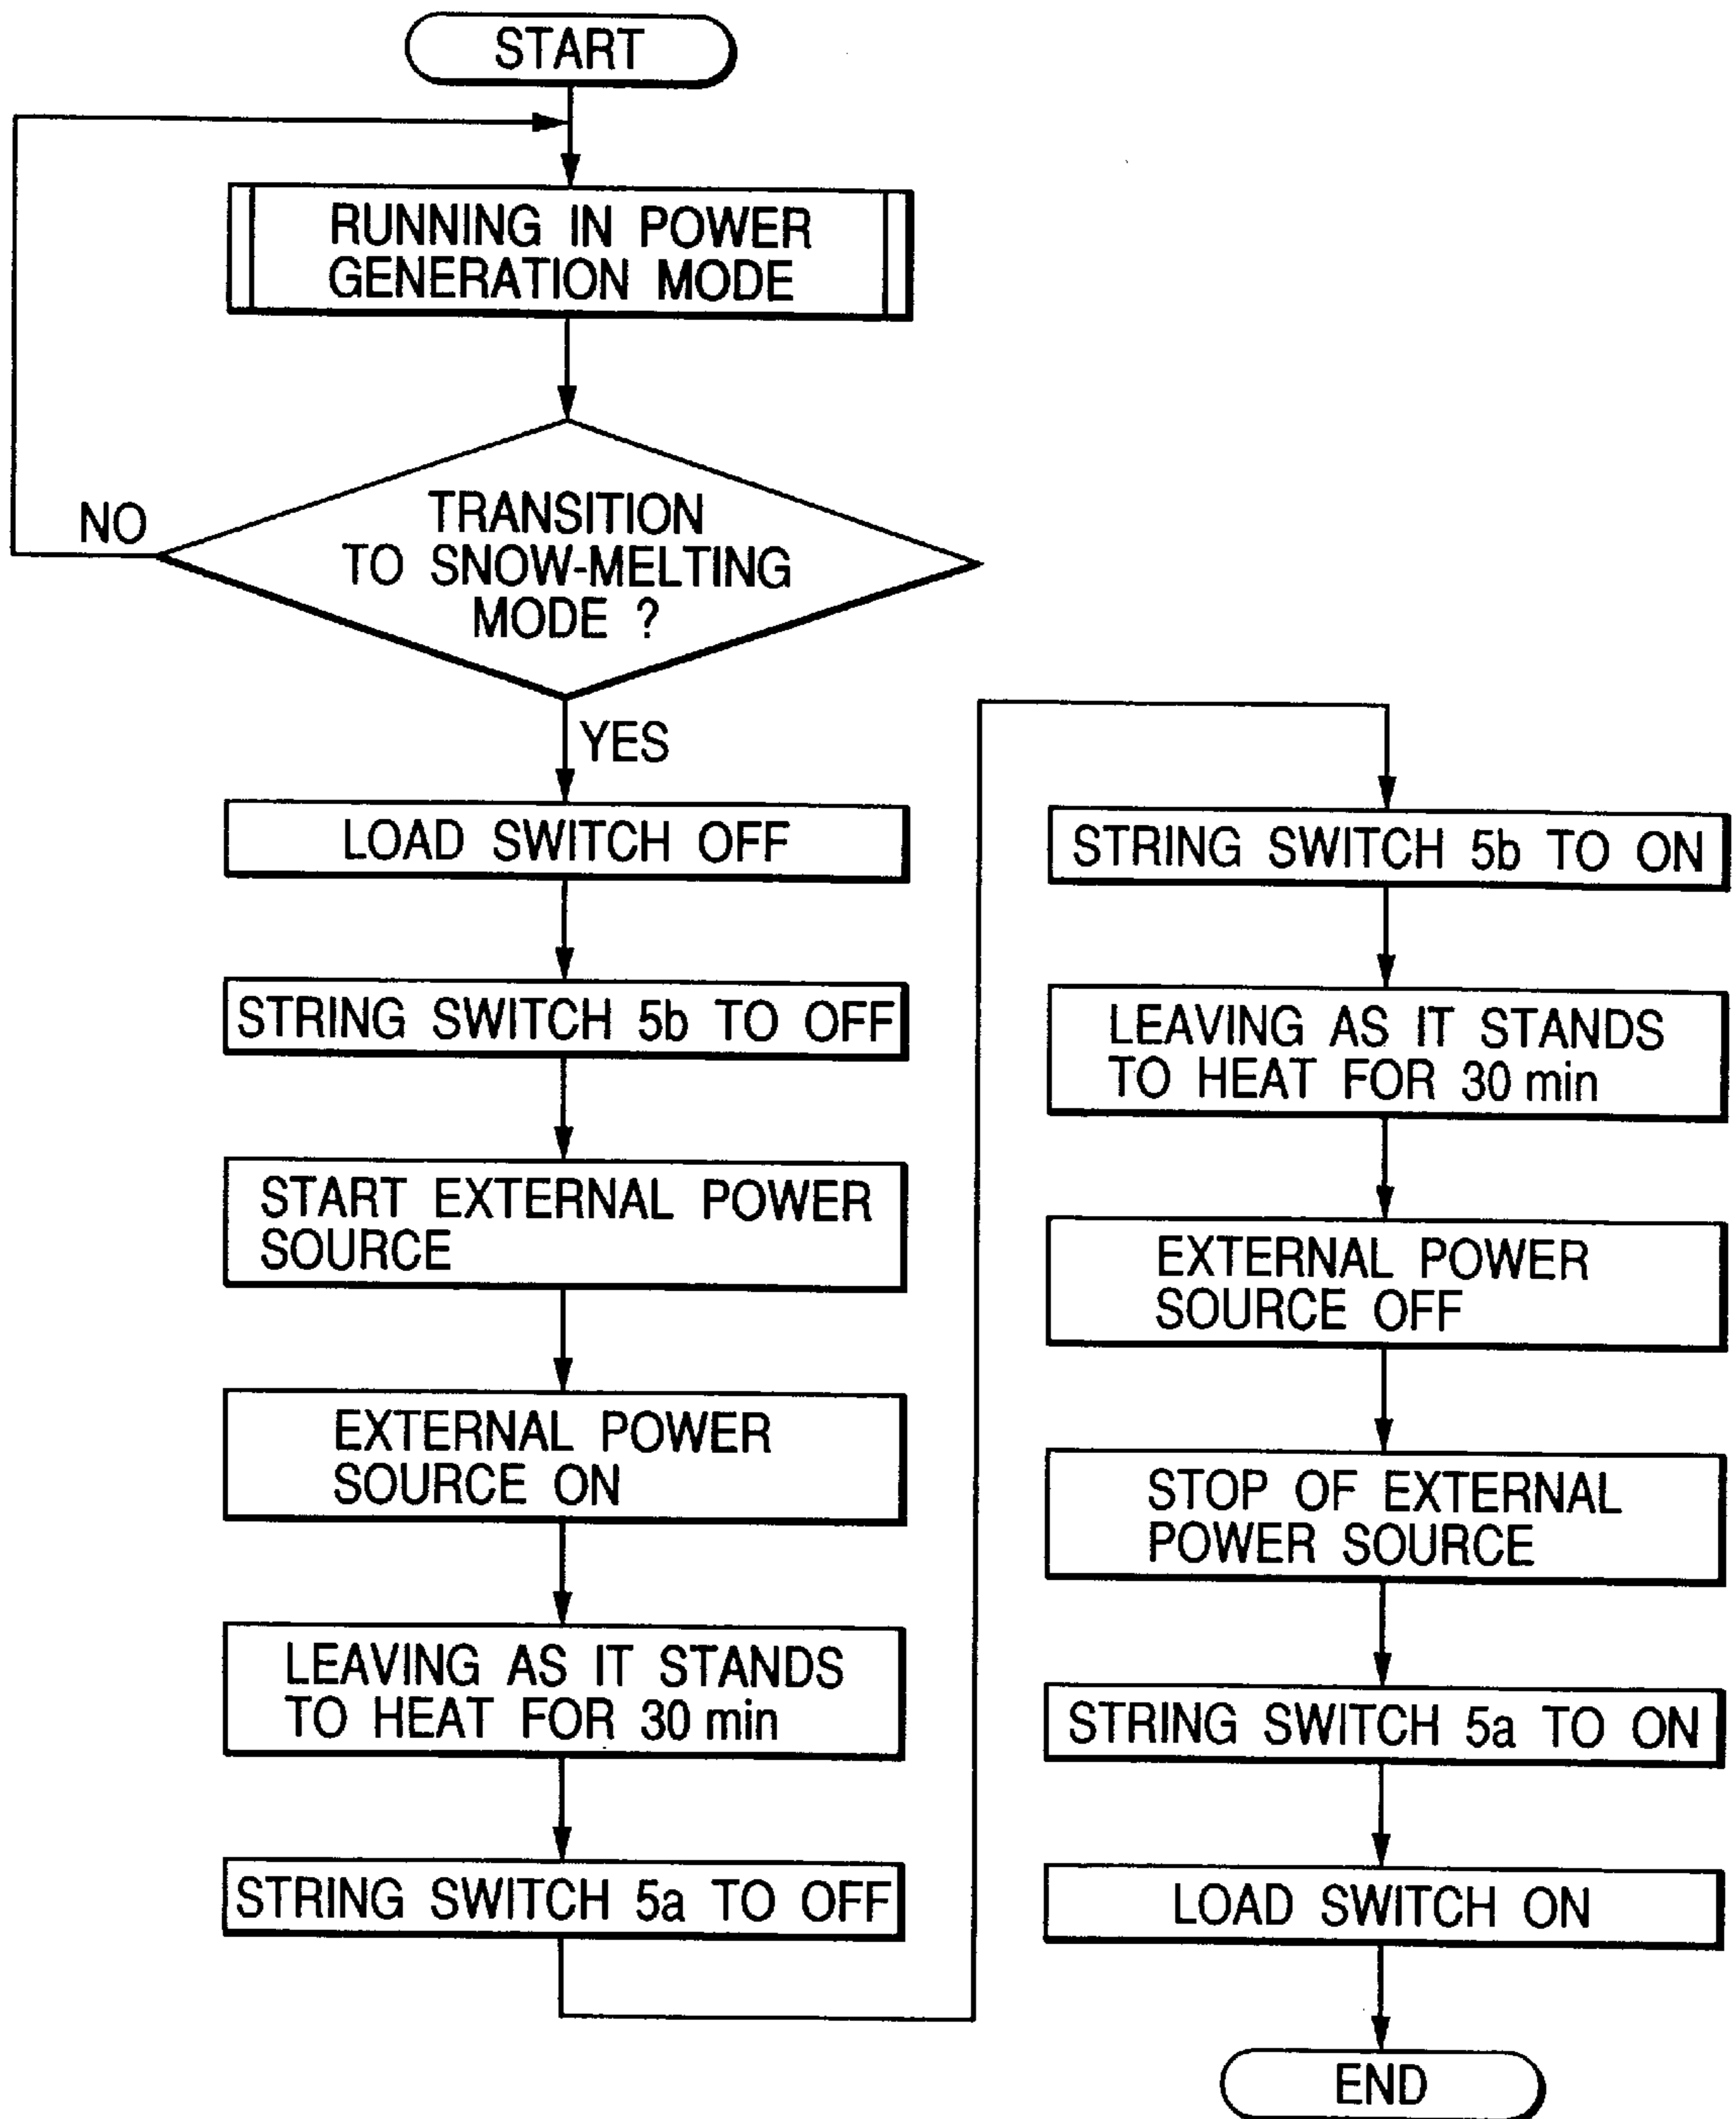 START
RUNNING IN POWER
GENERATION MODE
TRANSITION
TO SNOW-MELTING
MODE ?
NO
YES
LOAD SWITCH OFF
STRING SWITCH 5b TO OFF
START EXTERNAL POWER
SOURCE
EXTERNAL POWER
SOURCE ON
LEAVING AS IT STANDS
TO HEAT FOR 30 min
STRING SWITCH 5a TO OFF
STRING SWITCH 5b TO ON
LEAVING AS IT STANDS
TO HEAT FOR 30 min
EXTERNAL POWER
SOURCE OFF
STOP OF EXTERNAL
POWER SOURCE
STRING SWITCH 5a TO ON
LOAD SWITCH ON
END